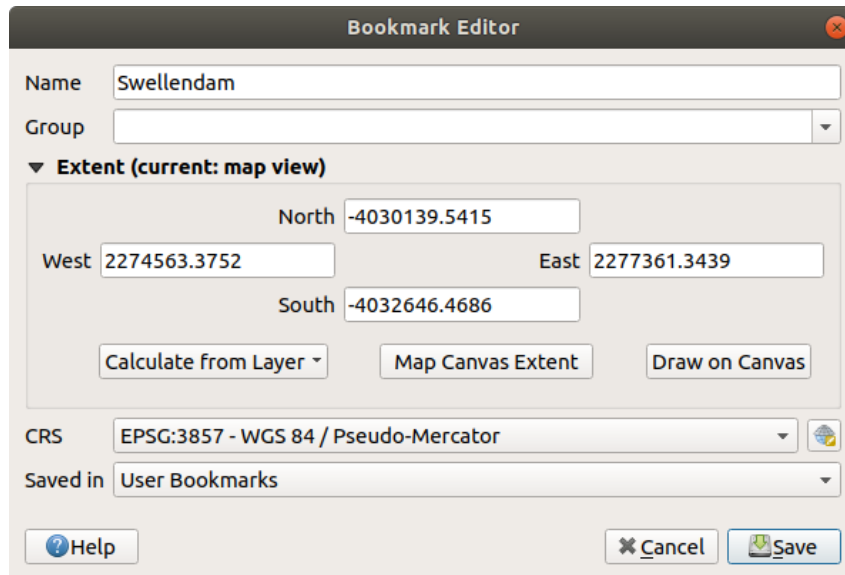 Bookmark Editor
Name Swellendam
Group
Extent (current: map view)
North -4030139.5415
West 2274563.3752 East 2277361.3439
South -4032646.4686
Calculate from Layer Map Canvas Extent Draw on Canvas
CRS EPSG:3857 - WGS 84 / Pseudo-Mercator
Saved in User Bookmarks
Help Cancel Save